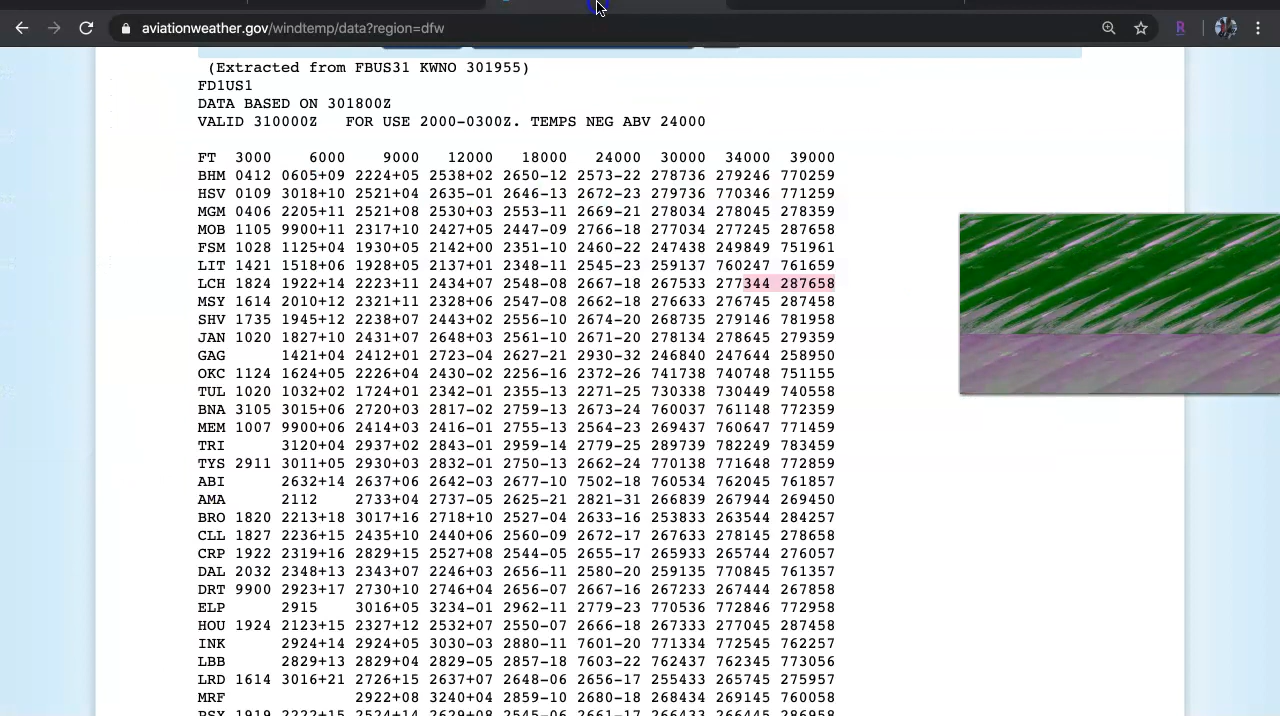 aviationweather.gov/windtemp/data?region=dfw
(Extracted from FBUS31 KWNO 301955)
FD1US1
DATA BASED ON 301800Z
VALID 310000Z   FOR USE 2000-0300Z. TEMPS NEG ABV 24000
FT  3000    6000    9000   12000   18000   24000  30000  34000  39000
BHM 0412 0605+09 2224+05 2538+02 2650-12 2573-22 278736 279246 770259
HSV 0109 3018+10 2521+04 2635-01 2646-13 2672-23 279736 770346 771259
MGM 0406 2205+11 2521+08 2530+03 2553-11 2669-21 278034 278045 278359
MOB 1105 9900+11 2317+10 2427+05 2447-09 2766-18 277034 277245 287658
FSM 1028 1125+04 1930+05 2142+00 2351-10 2460-22 247438 249849 751961
LIT 1421 1518+06 1928+05 2137+01 2348-11 2545-23 259137 760247 761659
LCH 1824 1922+14 2223+11 2434+07 2548-08 2667-18 267533 277344 287658
MSY 1614 2010+12 2321+11 2328+06 2547-08 2662-18 276633 276745 287458
SHV 1735 1945+12 2238+07 2443+02 2556-10 2674-20 268735 279146 781958
JAN 1020 1827+10 2431+07 2648+03 2561-10 2671-20 278134 278645 279359
GAG      1421+04 2412+01 2723-04 2627-21 2930-32 246840 247644 258950
OKC 1124 1624+05 2226+04 2430-02 2256-16 2372-26 741738 740748 751155
TUL 1020 1032+02 1724+01 2342-01 2355-13 2271-25 730338 730449 740558
BNA 3105 3015+06 2720+03 2817-02 2759-13 2673-24 760037 761148 772359
MEM 1007 9900+06 2414+03 2416-01 2755-13 2564-23 269437 760647 771459
TRI      3120+04 2937+02 2843-01 2959-14 2779-25 289739 782249 783459
TYS 2911 3011+05 2930+03 2832-01 2750-13 2662-24 770138 771648 772859
ABI      2632+14 2637+06 2642-03 2677-10 7502-18 760534 762045 761857
AMA      2112    2733+04 2737-05 2625-21 2821-31 266839 267944 269450
BRO 1820 2213+18 3017+16 2718+10 2527-04 2633-16 253833 263544 284257
CLL 1827 2236+15 2435+10 2440+06 2560-09 2672-17 267633 278145 278658
CRP 1922 2319+16 2829+15 2527+08 2544-05 2655-17 265933 265744 276057
DAL 2032 2348+13 2343+07 2246+03 2656-11 2580-20 259135 770845 761357
DRT 9900 2923+17 2730+10 2746+04 2656-07 2667-16 267233 267444 267858
ELP      2915    3016+05 3234-01 2962-11 2779-23 770536 772846 772958
HOU 1924 2123+15 2327+12 2532+07 2550-07 2666-18 267333 277045 287458
INK      2924+14 2924+05 3030-03 2880-11 7601-20 771334 772545 762257
LBB      2829+13 2829+04 2829-05 2857-18 7603-22 762437 762345 773056
LRD 1614 3016+21 2726+15 2637+07 2648-06 2656-17 255433 265745 275957
MRF              2922+08 3240+04 2859-10 2680-18 268434 269145 760058